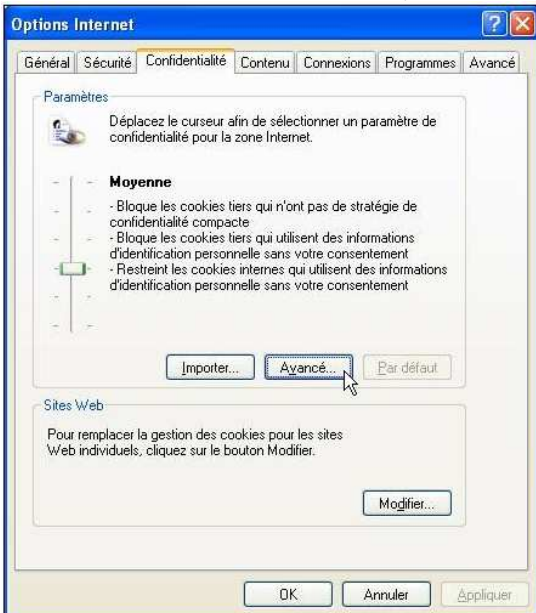 Options Internet
Général Sécurité Confidentialité Contenu Connexions Programmes Avancé
Paramètres
Déplacez le curseur afin de sélectionner un paramètre de
confidentialité pour la zone Internet.
Moyenne
- Bloque les cookies tiers qui n'ont pas de stratégie de
confidentialité compacte
- Bloque les cookies tiers qui utilisent des informations
d'identification personnelle sans votre consentement
- Restreint les cookies internes qui utilisent des informations
d'identification personnelle sans votre consentement
Importer... Avancé... Par défaut
Sites Web
Pour remplacer la gestion des cookies pour les sites
Web individuels, cliquez sur le bouton Modifier.
Modifier...
OK Annuler Appliquer